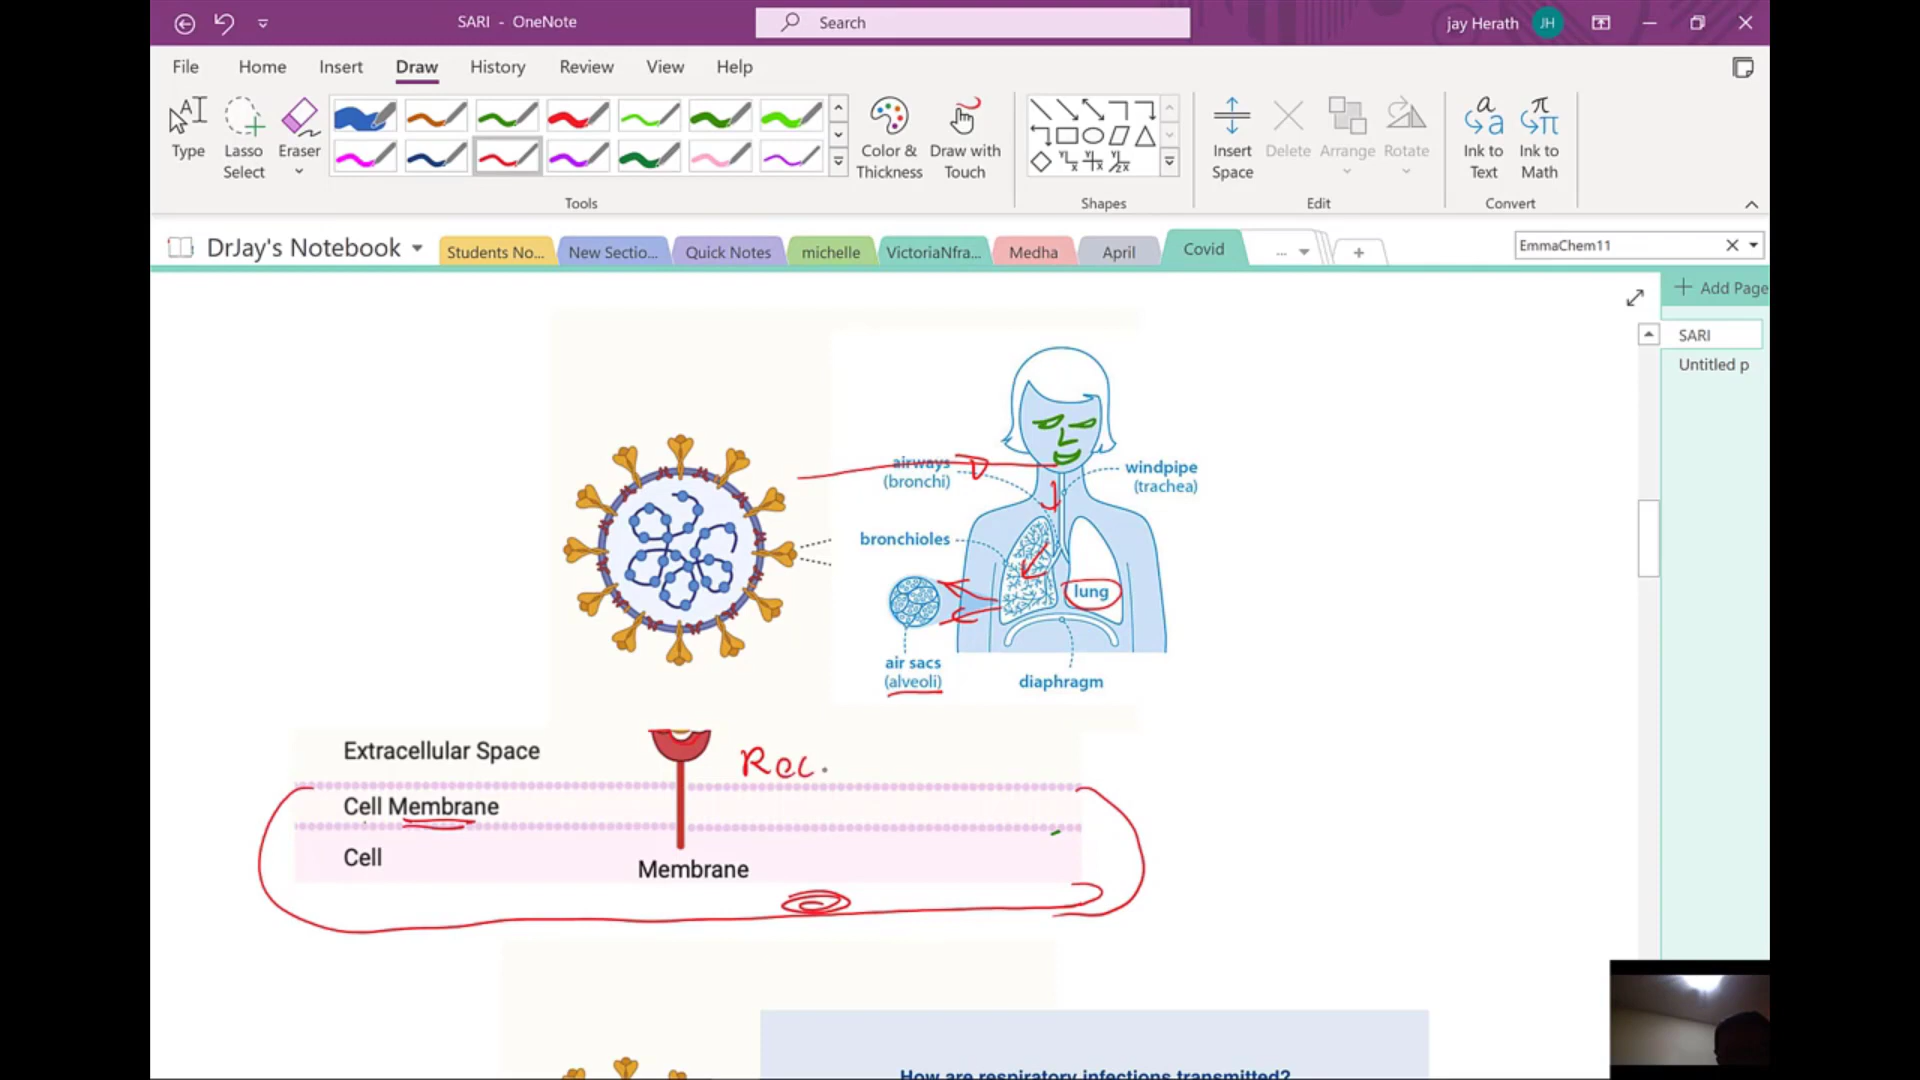 SARI - OneNote
Search
jay Herath JH
File Home Insert Draw History Review View Help
Type
Lasso Select
Eraser
Color & Thickness
Draw with Touch
Insert Space
Delete
Arrange
Rotate
Ink to Text
Ink to Math
Tools
Shapes
Edit
Convert
DrJay's Notebook
Students No...
New Sectio...
Quick Notes
michelle
VictoriaNfra...
Medha
April
Covid
...
EmmaChem11
Add Page
SARI
Untitled p
airways
(bronchi)
windpipe
(trachea)
bronchioles
lung
air sacs
(alveoli)
diaphragm
Extracellular Space
Rec
Cell Membrane
Cell
Membrane
How are respiratory infections transmitted?